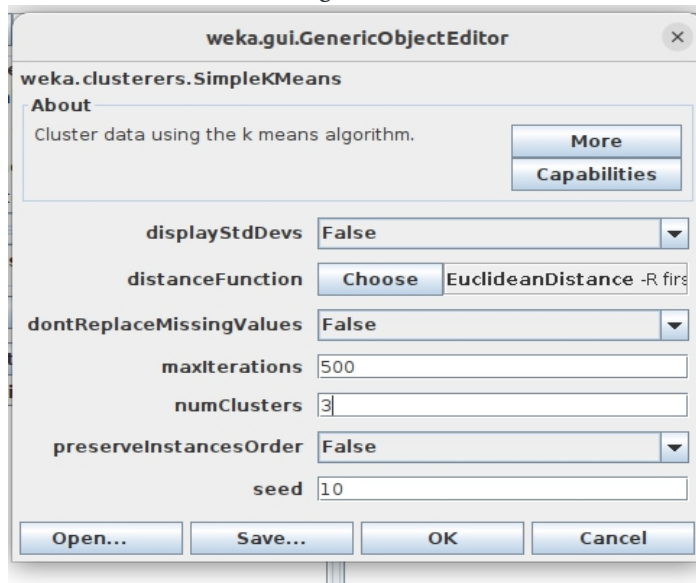 weka.gui.GenericObjectEditor
weka.clusterers.SimpleKMeans
About
Cluster data using the k means algorithm.
More
Capabilities
displayStdDevs False
distanceFunction Choose EuclideanDistance -R firs
dontReplaceMissingValues False
maxIterations 500
numClusters 3
preserveInstancesOrder False
seed 10
Open... Save... OK Cancel